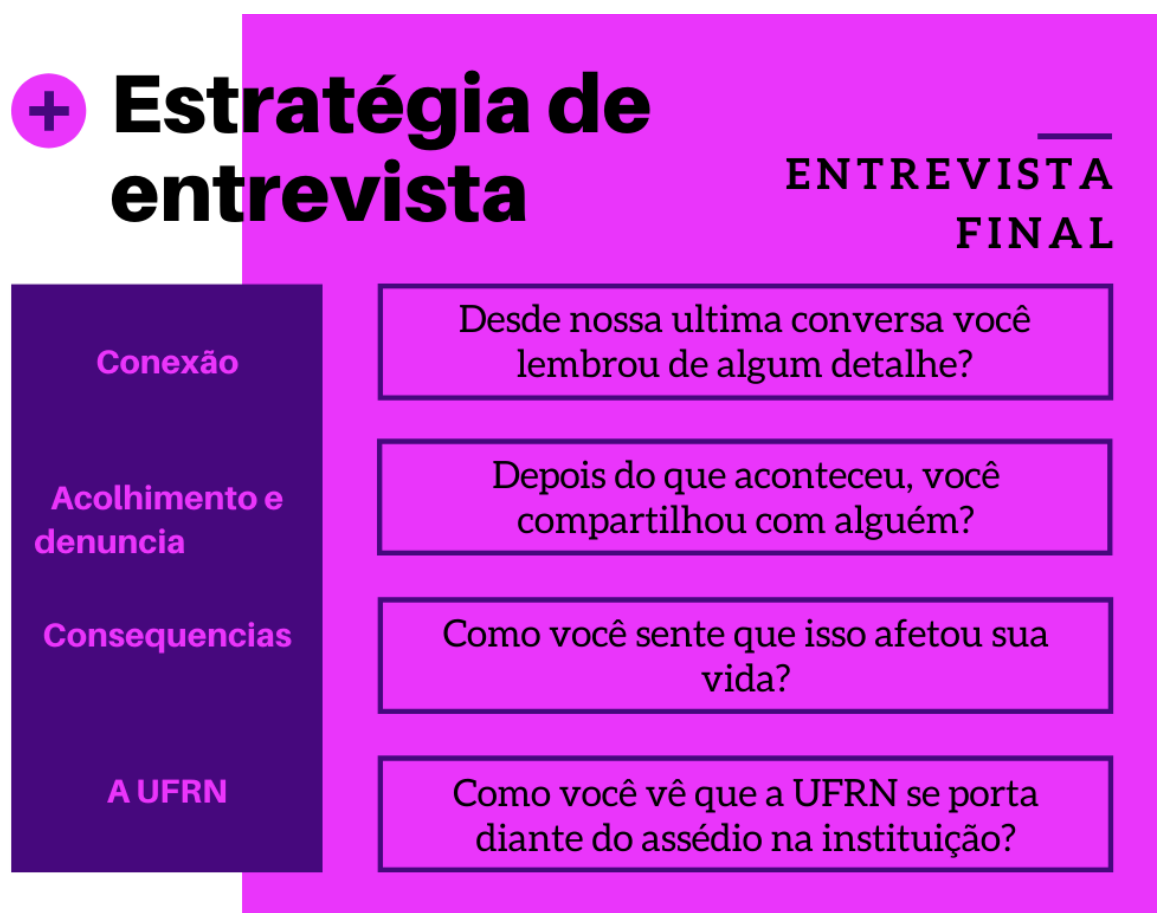 + Estratégia de
entrevista
ENTREVISTA
FINAL
Conexão
Desde nossa ultima conversa você
lembrou de algum detalhe?
Acolhimento e
denuncia
Depois do que aconteceu, você
compartilhou com alguém?
Consequencias
Como você sente que isso afetou sua
vida?
A UFRN
Como você vê que a UFRN se porta
diante do assédio na instituição?